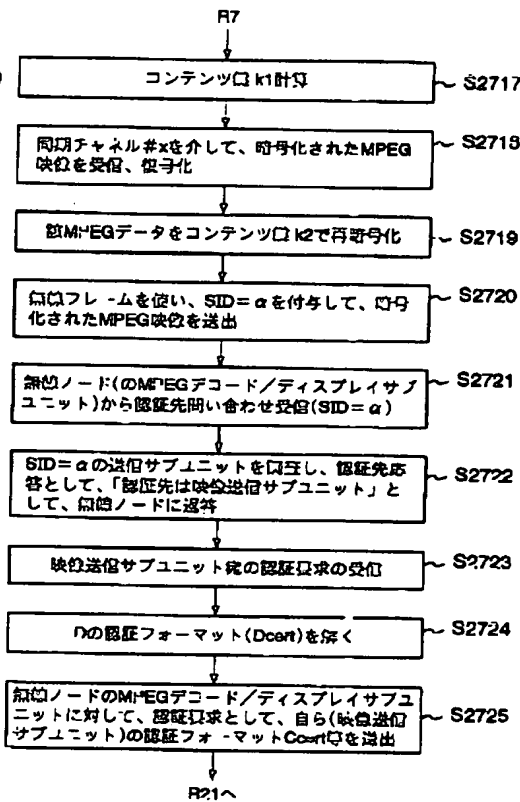 R7
コンテンツ鍵 k1計算
S2717
同期チャネル#xを介して、暗号化されたMPEG
映像を受信、復号化
S2718
該MPEGデータをコンテンツ鍵 k2で再暗号化
S2719
無線フレームを使い、SID=αを付与して、暗号
化されたMPEG映像を送出
S2720
無線ノード(のMPEGデコード/ディスプレイサブ
ユニット)から認証先問い合わせ受信(SID=α)
S2721
SID=αの送信サブユニットを調査し、認証先応
答として、「認証先は映像送信サブユニット」と
して、無線ノードに返答
S2722
映像送信サブユニット宛の認証要求の受信
S2723
Dの認証フォーマット(Dcert)を解く
S2724
無線ノードのMPEGデコード/ディスプレイサブユ
ニットに対して、認証要求として、自ら(映像送信
サブユニット)の認証フォーマットCcert等を送出
S2725
R21へ